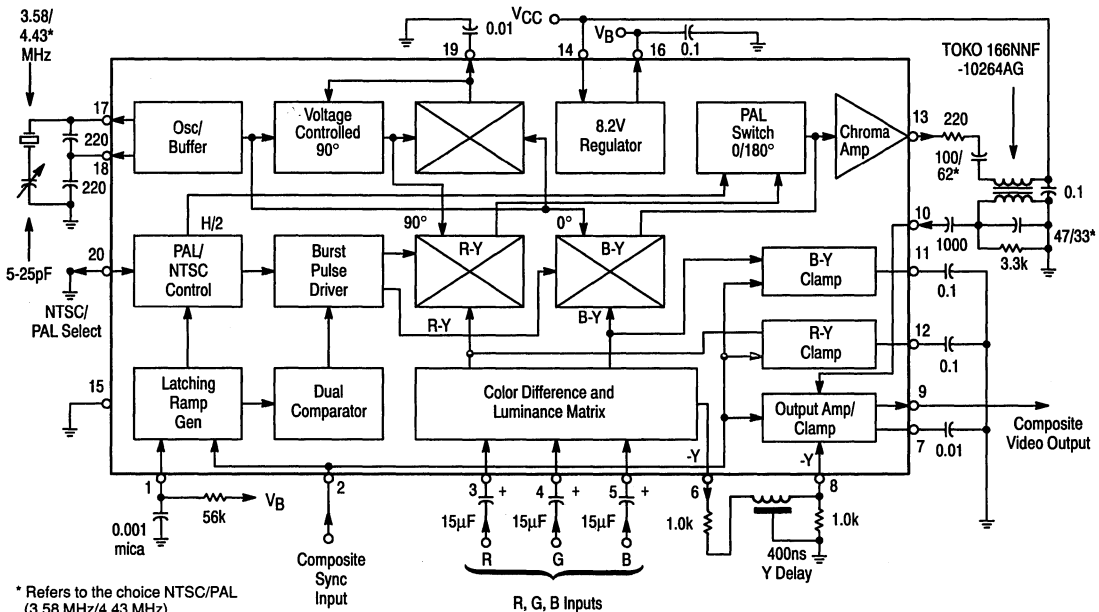 3.58/
4.43*
MHz
0.01
VCC
VB
0.1
TOKO 166NNF
-10264AG
19
14
16
17
Osc/
Buffer
Voltage
Controlled
90°
8.2V
Regulator
PAL
Switch
0/180°
Chroma
Amp
13
220
220
18
220
100/
62*
0.1
H/2
90°
0°
10
1000
47/33*
3.3k
5-25pF
20
PAL/
NTSC
Control
Burst
Pulse
Driver
R-Y
B-Y
B-Y
Clamp
11
0.1
NTSC/
PAL Select
R-Y
B-Y
R-Y
Clamp
12
0.1
15
Latching
Ramp
Gen
Dual
Comparator
Color Difference and
Luminance Matrix
Output Amp/
Clamp
9
Composite
Video Output
7
0.01
-Y
-Y
1
VB
56k
0.001
mica
2
Composite
Sync
Input
3
+
4
+
5
+
6
8
15μF
15μF
15μF
1.0k
1.0k
400ns
Y Delay
R
G
B
R, G, B Inputs
* Refers to the choice NTSC/PAL
(3.58 MHz/4.43 MHz)